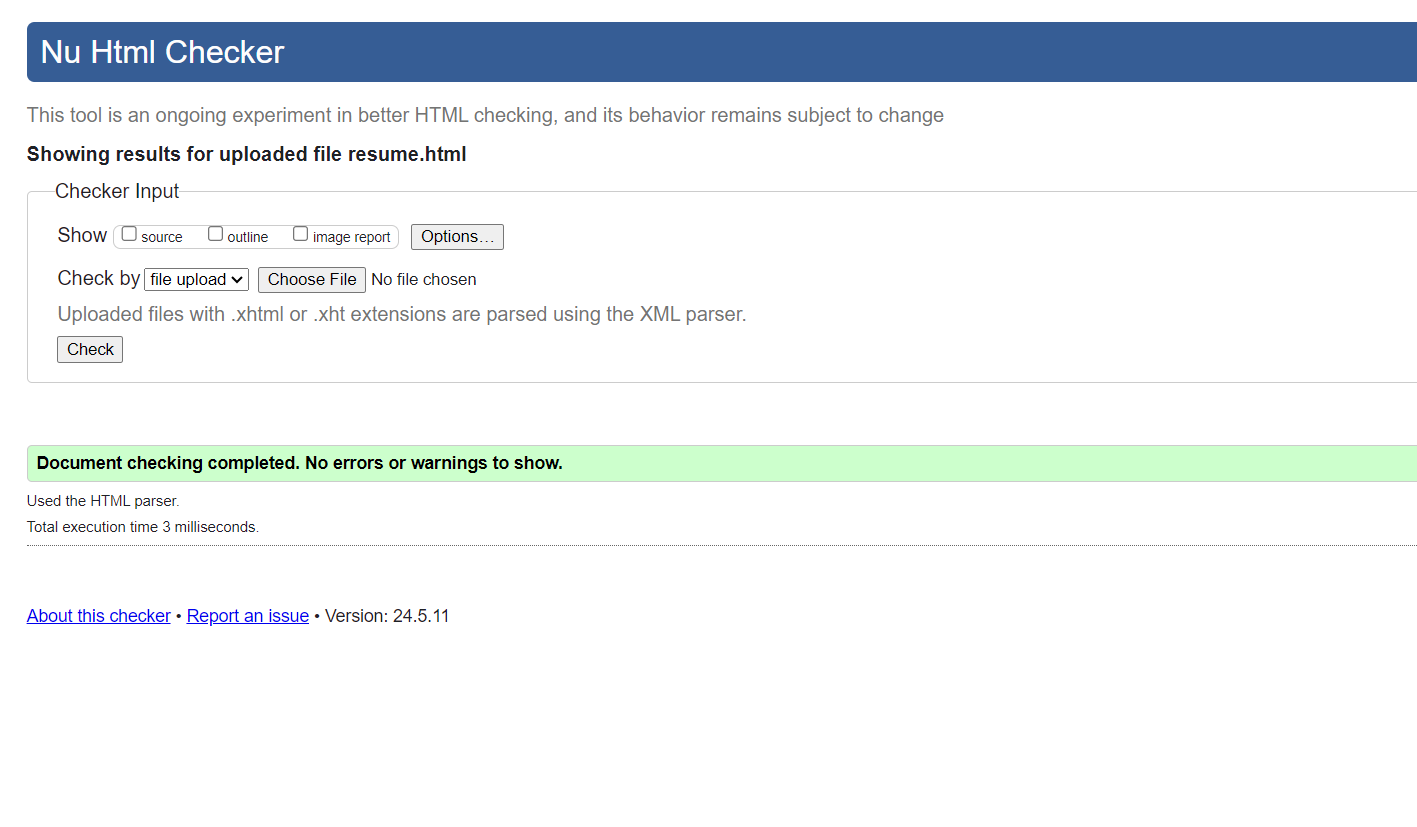 Nu Html Checker
This tool is an ongoing experiment in better HTML checking, and its behavior remains subject to change
Showing results for uploaded file resume.html
Checker Input
Show source outline image report Options…
Check by file upload Choose File No file chosen
Uploaded files with .xhtml or .xht extensions are parsed using the XML parser.
Check
Document checking completed. No errors or warnings to show.
Used the HTML parser.
Total execution time 3 milliseconds.
About this checker • Report an issue • Version: 24.5.11